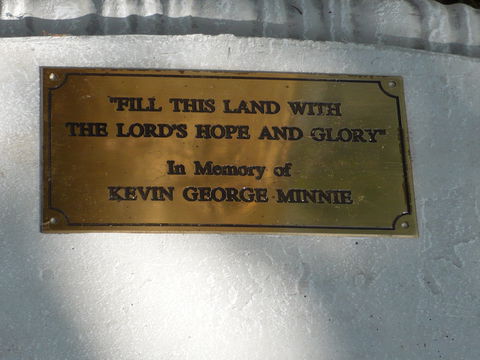 "FILL THIS LAND WITH
THE LORD'S HOPE AND GLORY"
In Memory of
KEVIN GEORGE MINNIE